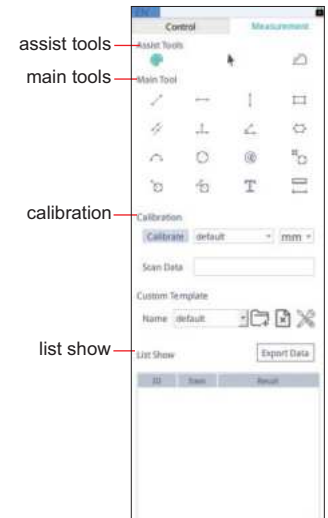 Control Measurement
assist tools
Assist Tools
main tools
Main Tool
T
calibration
Calibration
Calibrate default mm
Scan Data
Custom Template
Name default
list show
List Show Export Data
ID Item Result